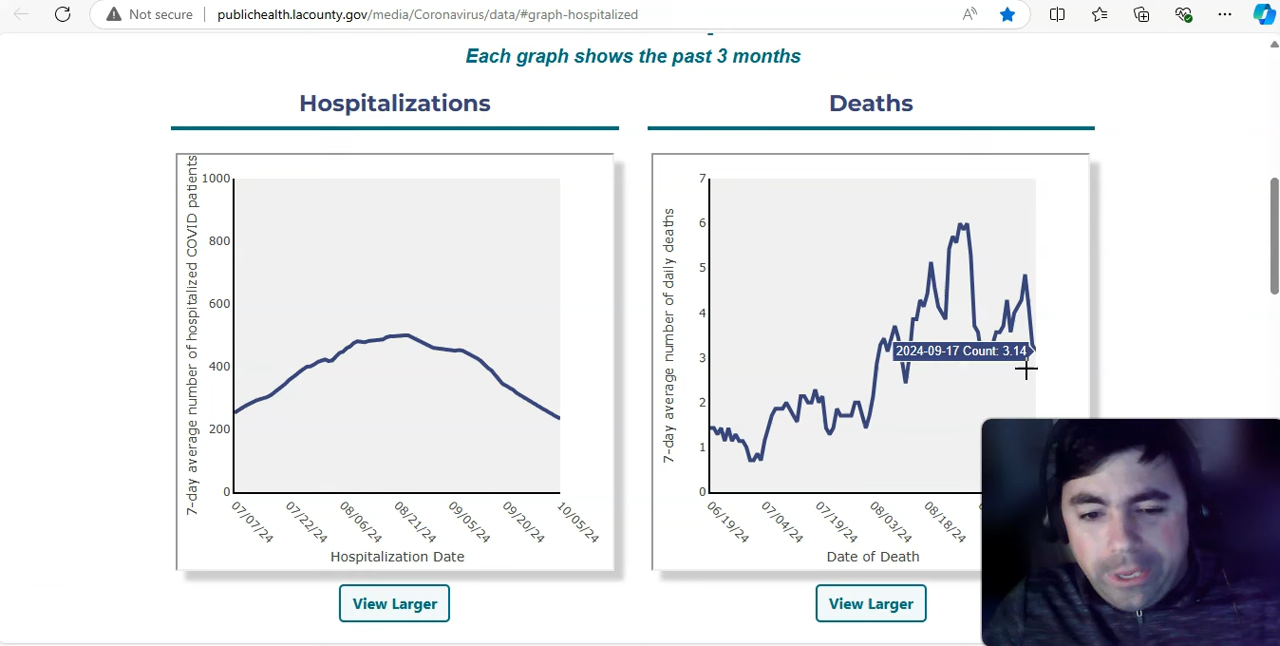 Not secure | publichealth.lacounty.gov/media/Coronavirus/data/#graph-hospitalized
Each graph shows the past 3 months
Hospitalizations
7-day average number of hospitalized COVID patients
1000
800
600
400
200
0
07/07/24
07/22/24
08/06/24
08/21/24
09/05/24
09/20/24
10/05/24
Hospitalization Date
View Larger
Deaths
7-day average number of daily deaths
7
6
5
4
3
2
1
0
2024-09-17 Count: 3.14
06/19/24
07/04/24
07/19/24
08/03/24
08/18/24
Date of Death
View Larger